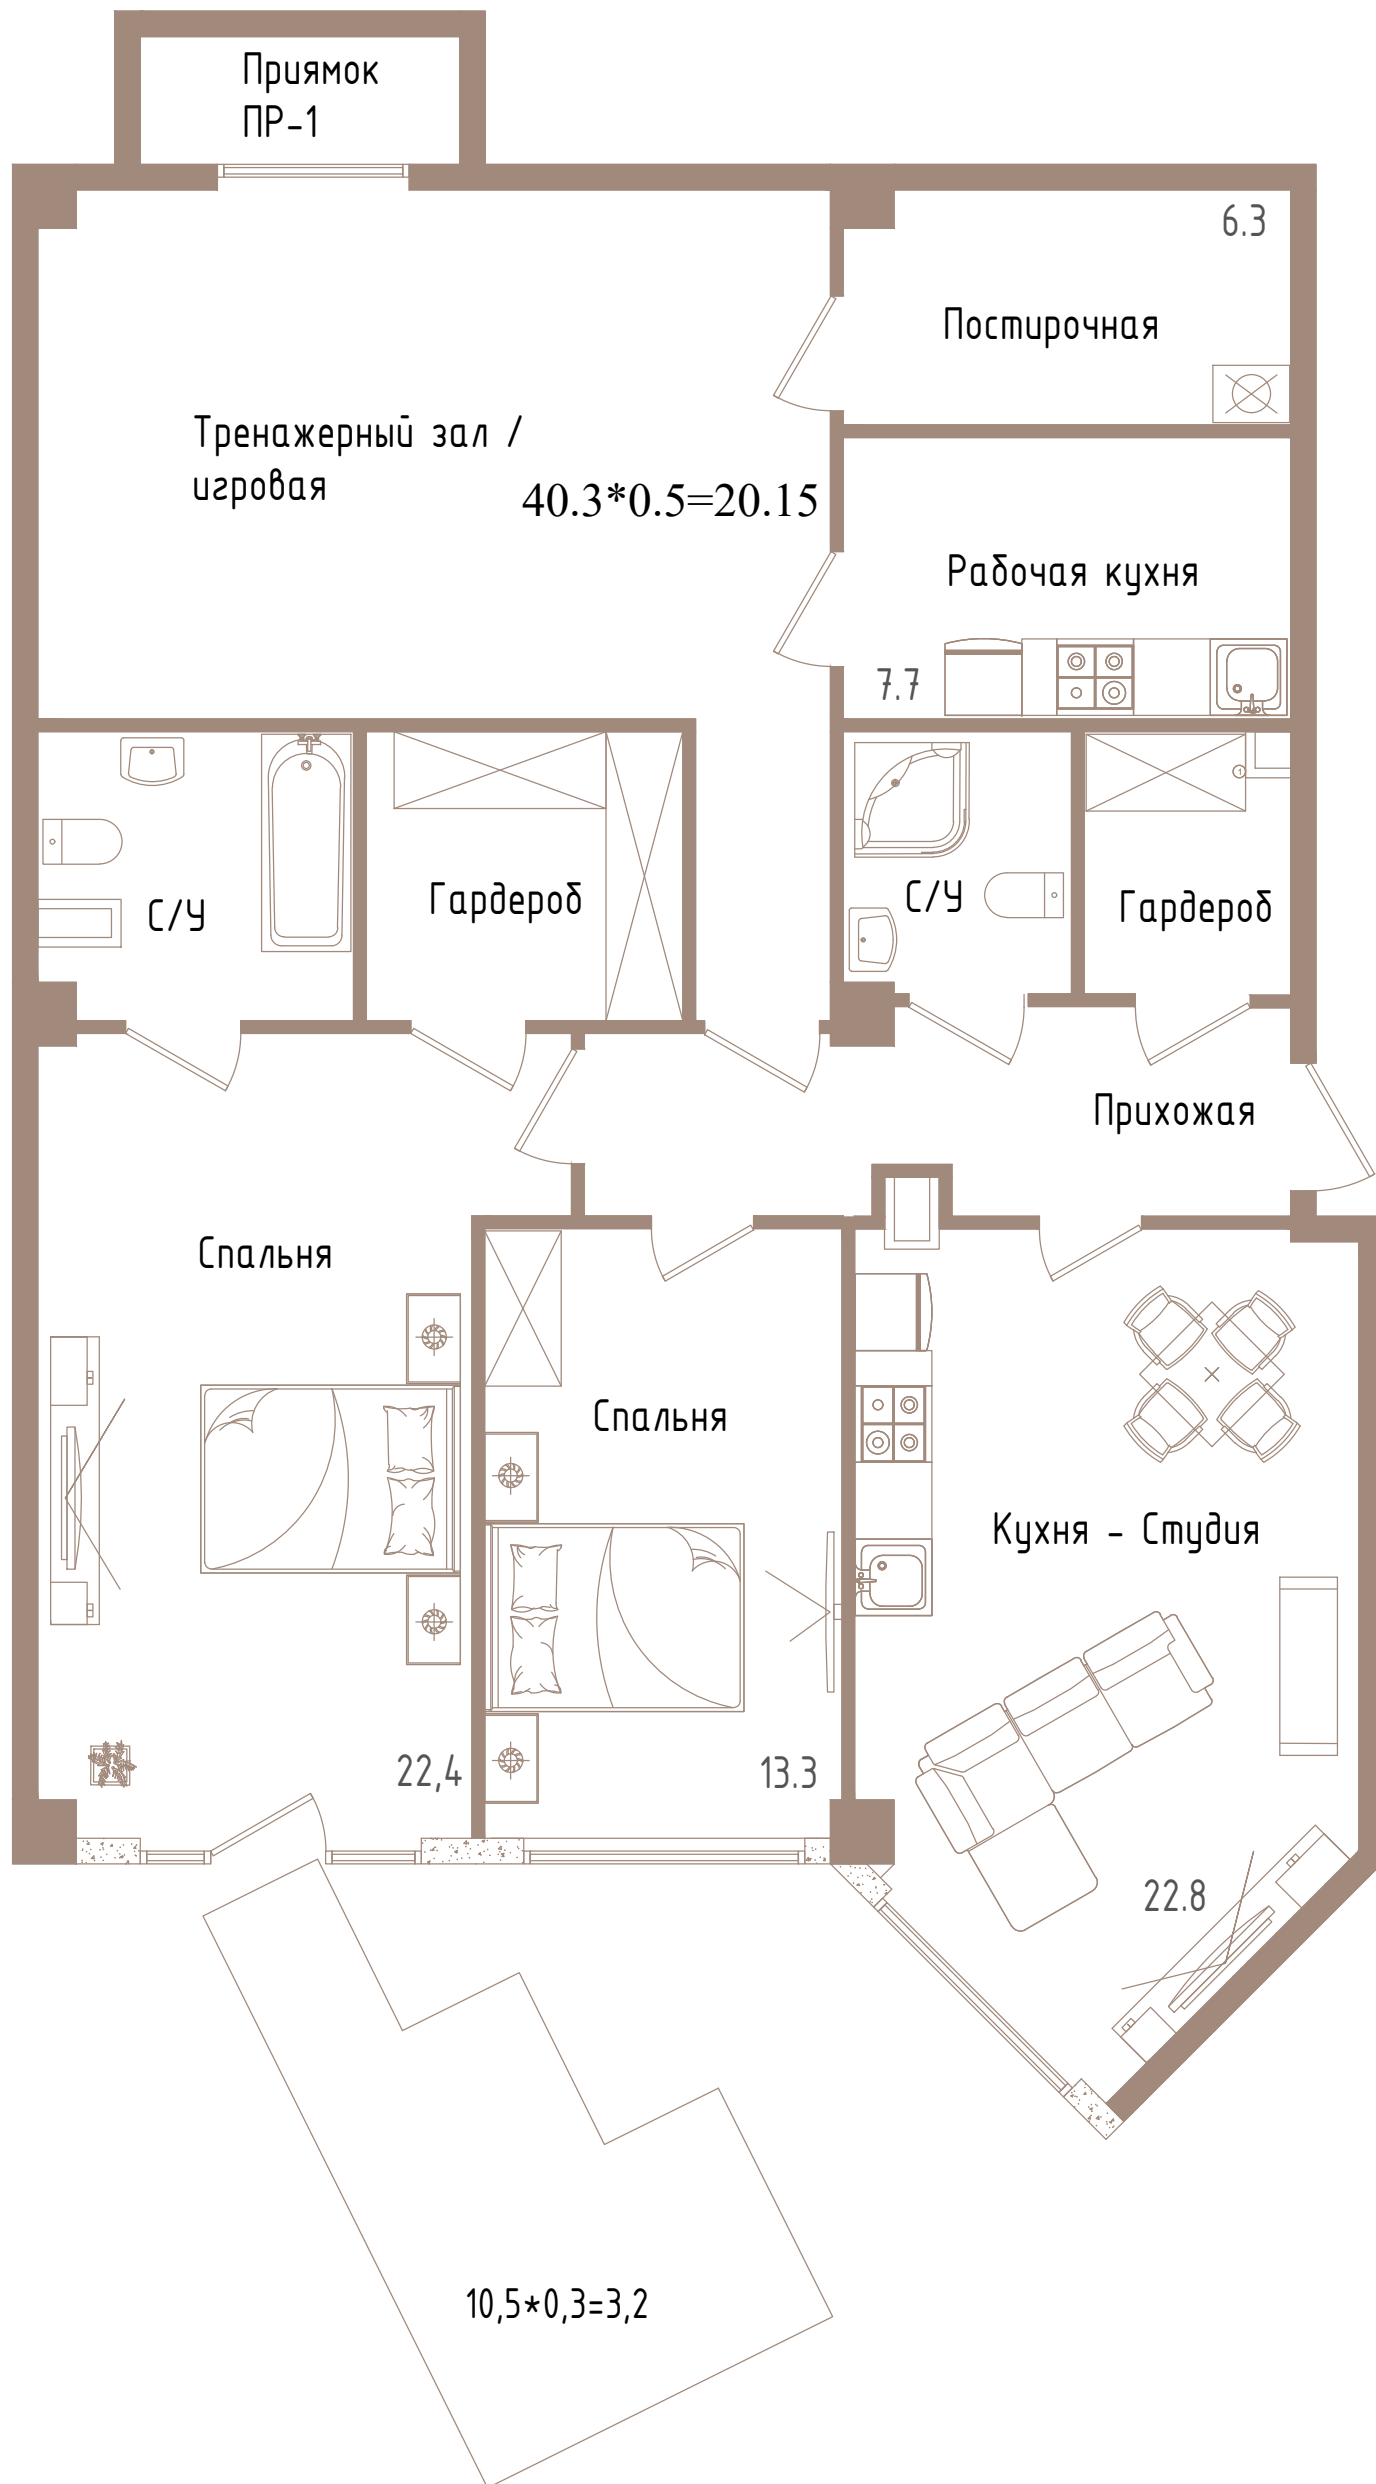 Приямок
ПР-1
6.3
Постирочная
Тренажерный зал /
игровая
40.3*0.5=20.15
Рабочая кухня
7.7
С/У
Гардероб
С/У
Гардероб
1
Прихожая
Спальня
Спальня
Кухня - Студия
22,4
13.3
22.8
10,5*0,3=3,2